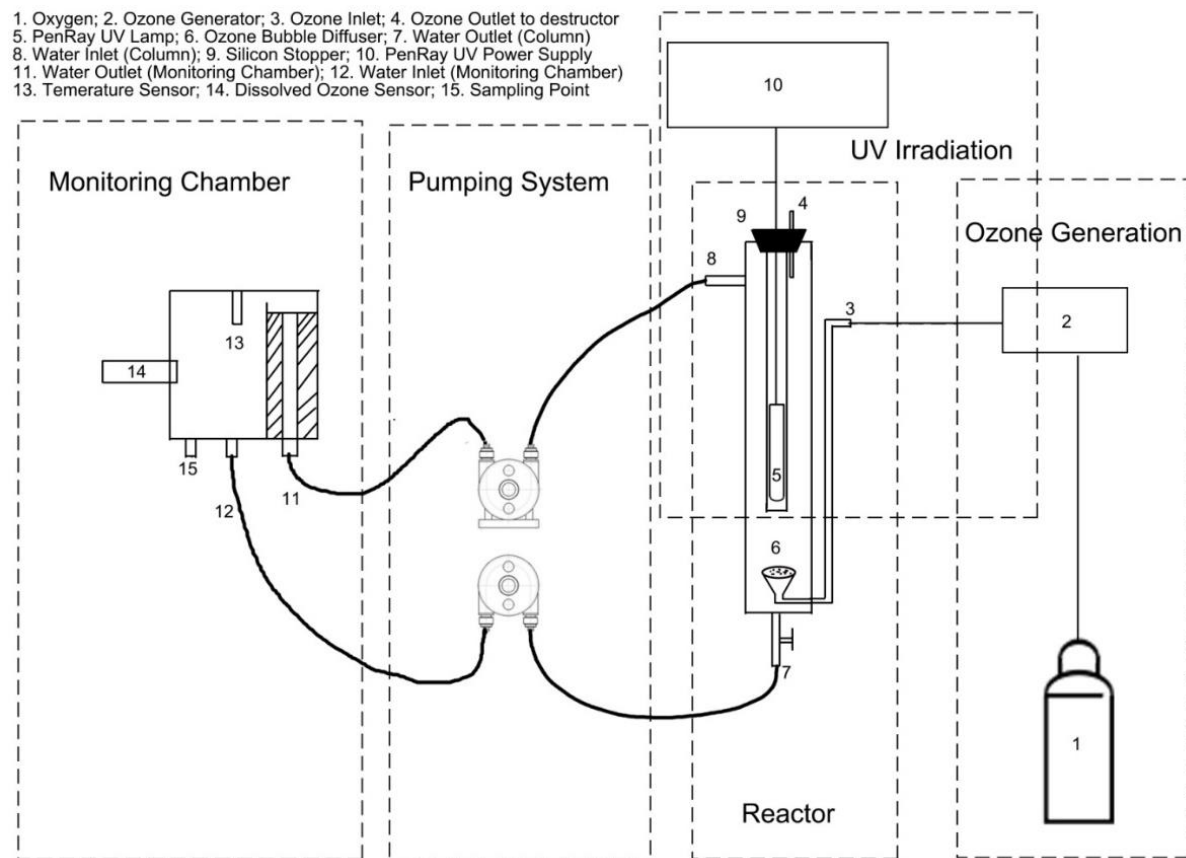 1. Oxygen; 2. Ozone Generator; 3. Ozone Inlet; 4. Ozone Outlet to destructor
5. PenRay UV Lamp; 6. Ozone Bubble Diffuser; 7. Water Outlet (Column)
8. Water Inlet (Column); 9. Silicon Stopper; 10. PenRay UV Power Supply
11. Water Outlet (Monitoring Chamber); 12. Water Inlet (Monitoring Chamber)
13. Temerature Sensor; 14. Dissolved Ozone Sensor; 15. Sampling Point
10
UV Irradiation
Monitoring Chamber
Pumping System
9
4
Ozone Generation
8
3
2
13
14
15
11
12
5
6
7
1
Reactor